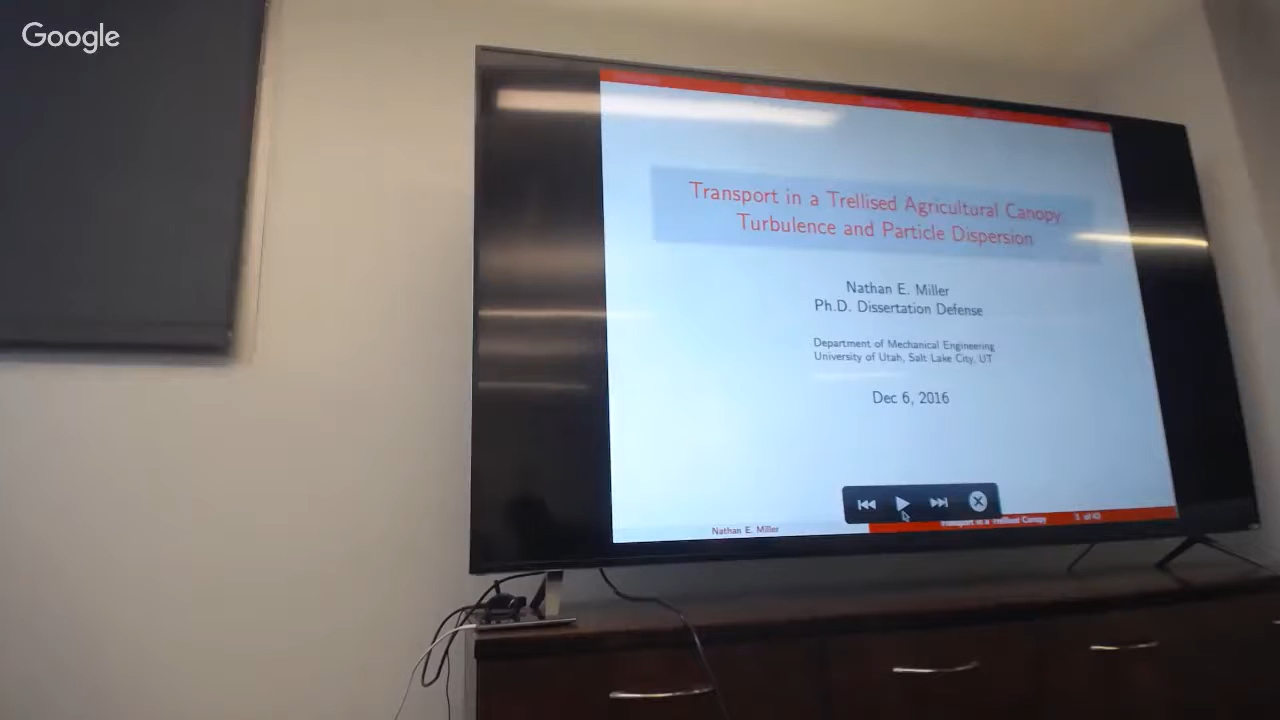 Google
Transport in a Trellised Agricultural Canopy
Turbulence and Particle Dispersion
Nathan E. Miller
Ph.D. Dissertation Defense
Department of Mechanical Engineering
University of Utah, Salt Lake City, UT
Dec 6, 2016
Nathan E. Miller
Transport in a Trellised Canopy